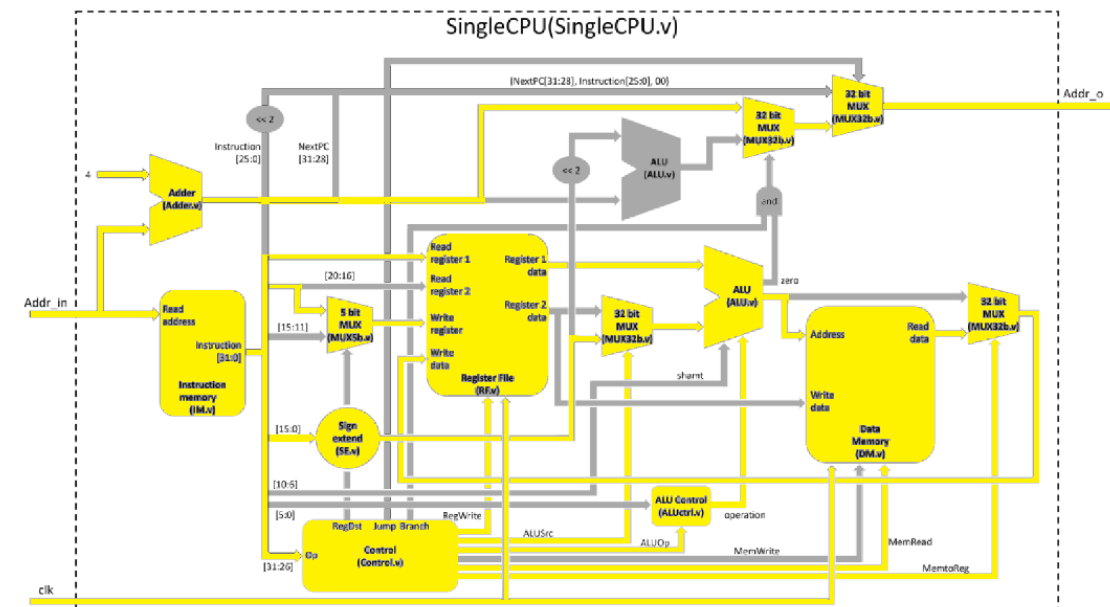 SingleCPU(SingleCPU.v)
{NextPC[31:28], Instruction[25:0], 00}
32 bit
MUX
(MUX32b.v)
Addr_o
<< 2
32 bit
MUX
(MUX32b.v)
Instruction
[25:0]
NextPC
[31:28]
ALU
(ALU.v)
<< 2
4
Adder
(Adder.v)
and
Read
register 1
Register 1
data
[20:16]
Read
register 2
Register 2
data
ALU
(ALU.v)
zero
Addr_in
Read
address
5 bit
MUX
(MUX5b.v)
Write
register
32 bit
MUX
(MUX32b.v)
32 bit
MUX
(MUX32b.v)
[15:11]
Address
Read
data
Instruction
[31:0]
Write
data
Register File
(RF.v)
shamt
Instruction
memory
(IM.v)
Write
data
[15:0]
Sign
extend
(SE.v)
Data
Memory
(DM.v)
[10:6]
[5:0]
ALU Control
(ALUctrl.v)
operation
RegDst
Jump
Branch
RegWrite
ALUSrc
ALUOp
MemWrite
MemRead
Op
Control
(Control.v)
[31:26]
MemtoReg
clk